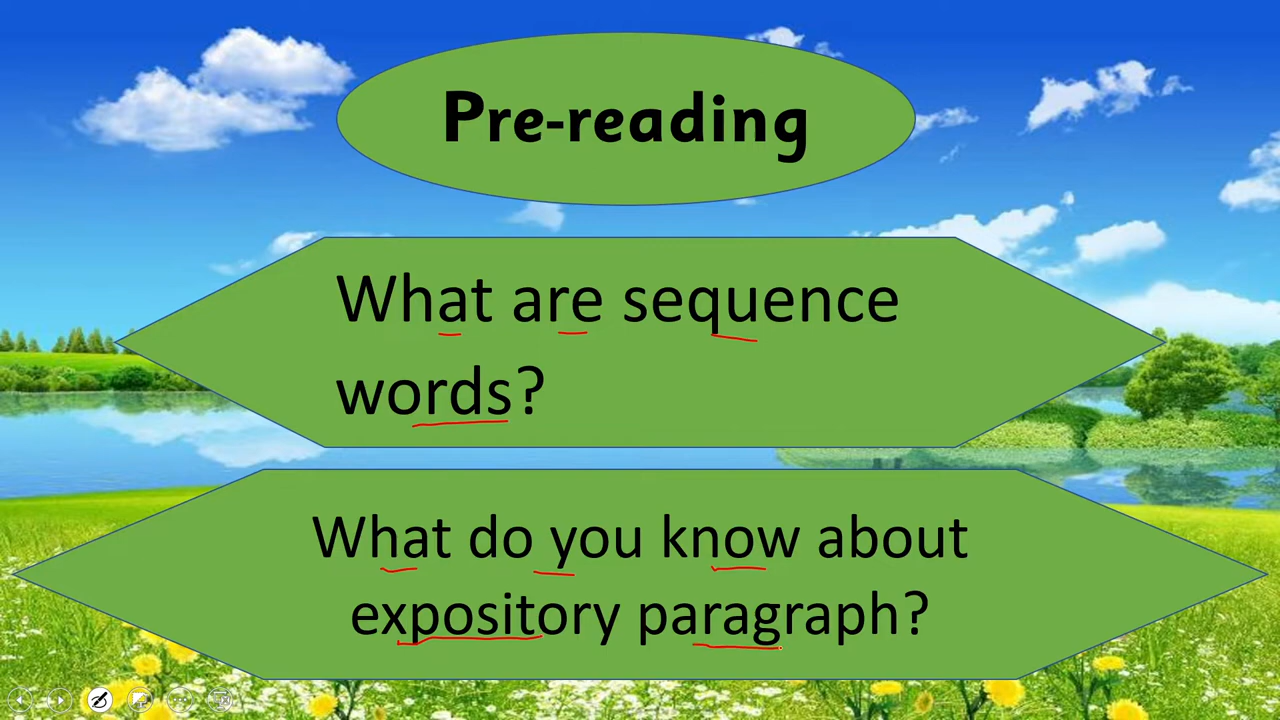 Pre-reading
What are sequence
words?
What do you know about
expository paragraph?